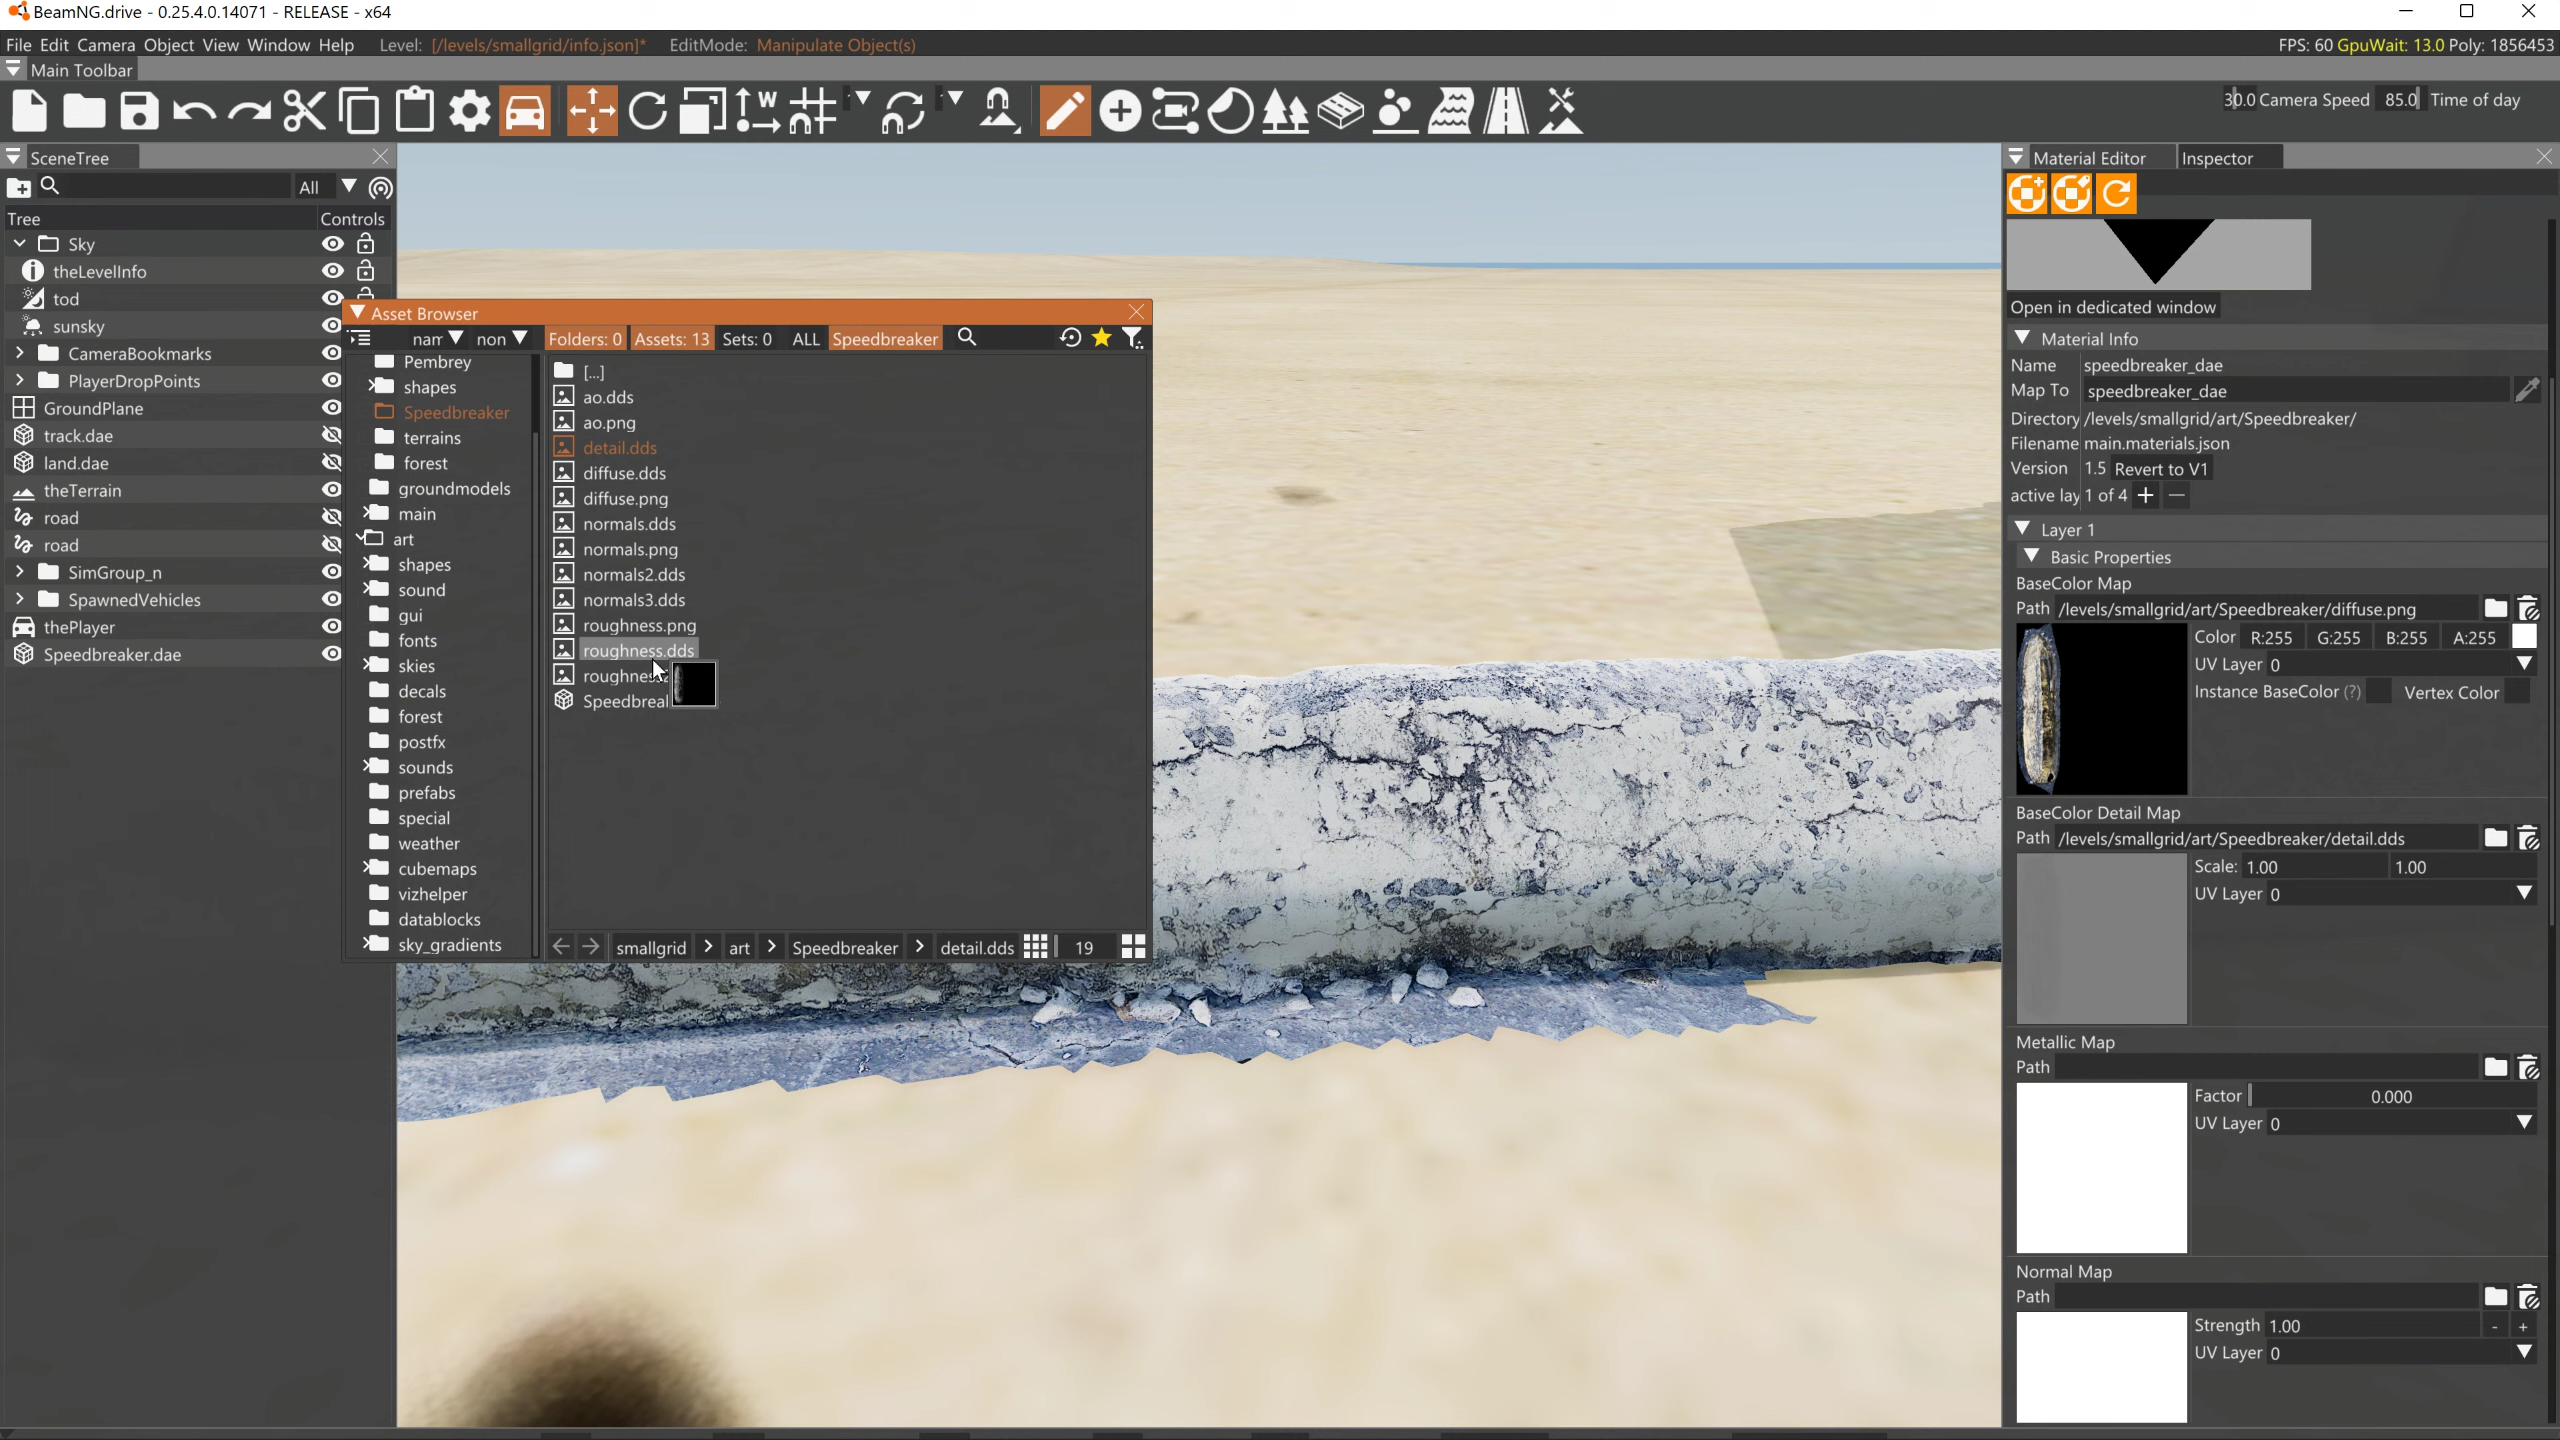 BeamNG.drive - 0.25.4.0.14071 - RELEASE - x64
File Edit Camera Object View Window Help Level: [/levels/smallgrid/info.json]* EditMode: Manipulate Object(s)
FPS: 60 GpuWait: 13.0 Poly: 1856453
Main Toolbar
W
30.0 Camera Speed 85.0 Time of day
SceneTree
All
Tree Controls
Sky
theLevelInfo
tod
sunsky
CameraBookmarks
PlayerDropPoints
GroundPlane
track.dae
land.dae
theTerrain
road
road
SimGroup_n
SpawnedVehicles
thePlayer
Speedbreaker.dae
Asset Browser
nar non Folders: 0 Assets: 13 Sets: 0 ALL Speedbreaker
Pembrey
shapes
Speedbreaker
terrains
forest
groundmodels
main
art
shapes
sound
gui
fonts
skies
decals
forest
postfx
sounds
prefabs
special
weather
cubemaps
vizhelper
datablocks
sky_gradients
[...]
ao.dds
ao.png
detail.dds
diffuse.dds
diffuse.png
normals.dds
normals.png
normals2.dds
normals3.dds
roughness.png
roughness.dds
smallgrid > art > Speedbreaker > detail.dds 19
Material Editor Inspector
Open in dedicated window
Material Info
Name speedbreaker_dae
Map To speedbreaker_dae
Directory /levels/smallgrid/art/Speedbreaker/
Filename main.materials.json
Version 1.5 Revert to V1
active lay 1 of 4 + −
Layer 1
Basic Properties
BaseColor Map
Path /levels/smallgrid/art/Speedbreaker/diffuse.png
Color R:255 G:255 B:255 A:255
UV Layer 0
Instance BaseColor (?) Vertex Color
BaseColor Detail Map
Path /levels/smallgrid/art/Speedbreaker/detail.dds
Scale: 1.00 1.00
UV Layer 0
Metallic Map
Path
Factor 0.000
UV Layer 0
Normal Map
Path
Strength 1.00 - +
UV Layer 0